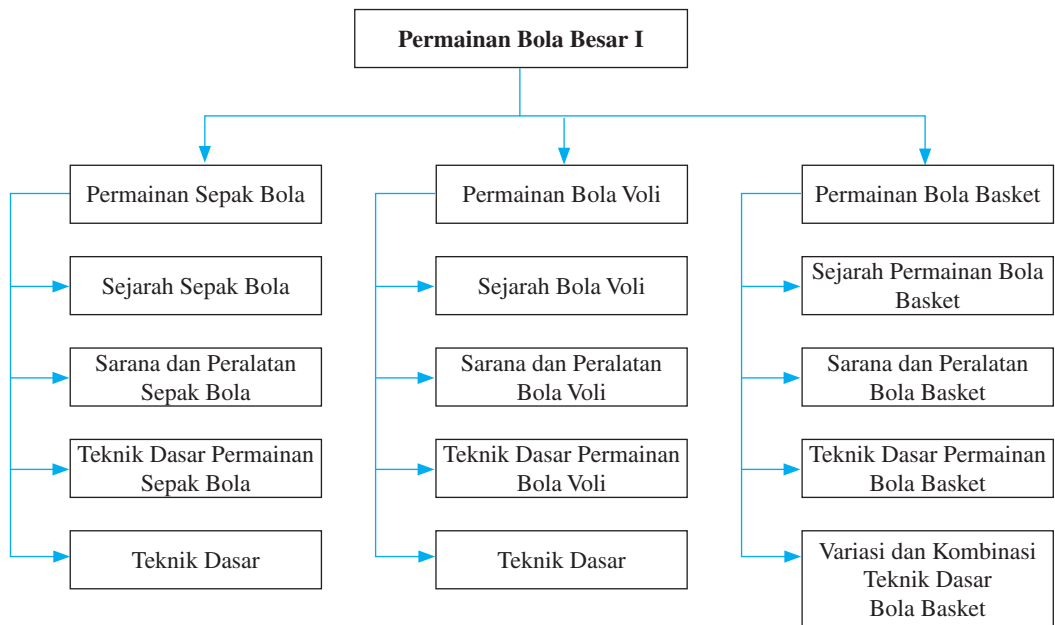 Permainan Bola Besar I
Permainan Sepak Bola
Sejarah Sepak Bola
Sarana dan Peralatan
Sepak Bola
Teknik Dasar Permainan
Sepak Bola
Teknik Dasar
Permainan Bola Voli
Sejarah Bola Voli
Sarana dan Peralatan
Bola Voli
Teknik Dasar Permainan
Bola Voli
Teknik Dasar
Permainan Bola Basket
Sejarah Permainan Bola
Basket
Sarana dan Peralatan
Bola Basket
Teknik Dasar Permainan
Bola Basket
Variasi dan Kombinasi
Teknik Dasar
Bola Basket